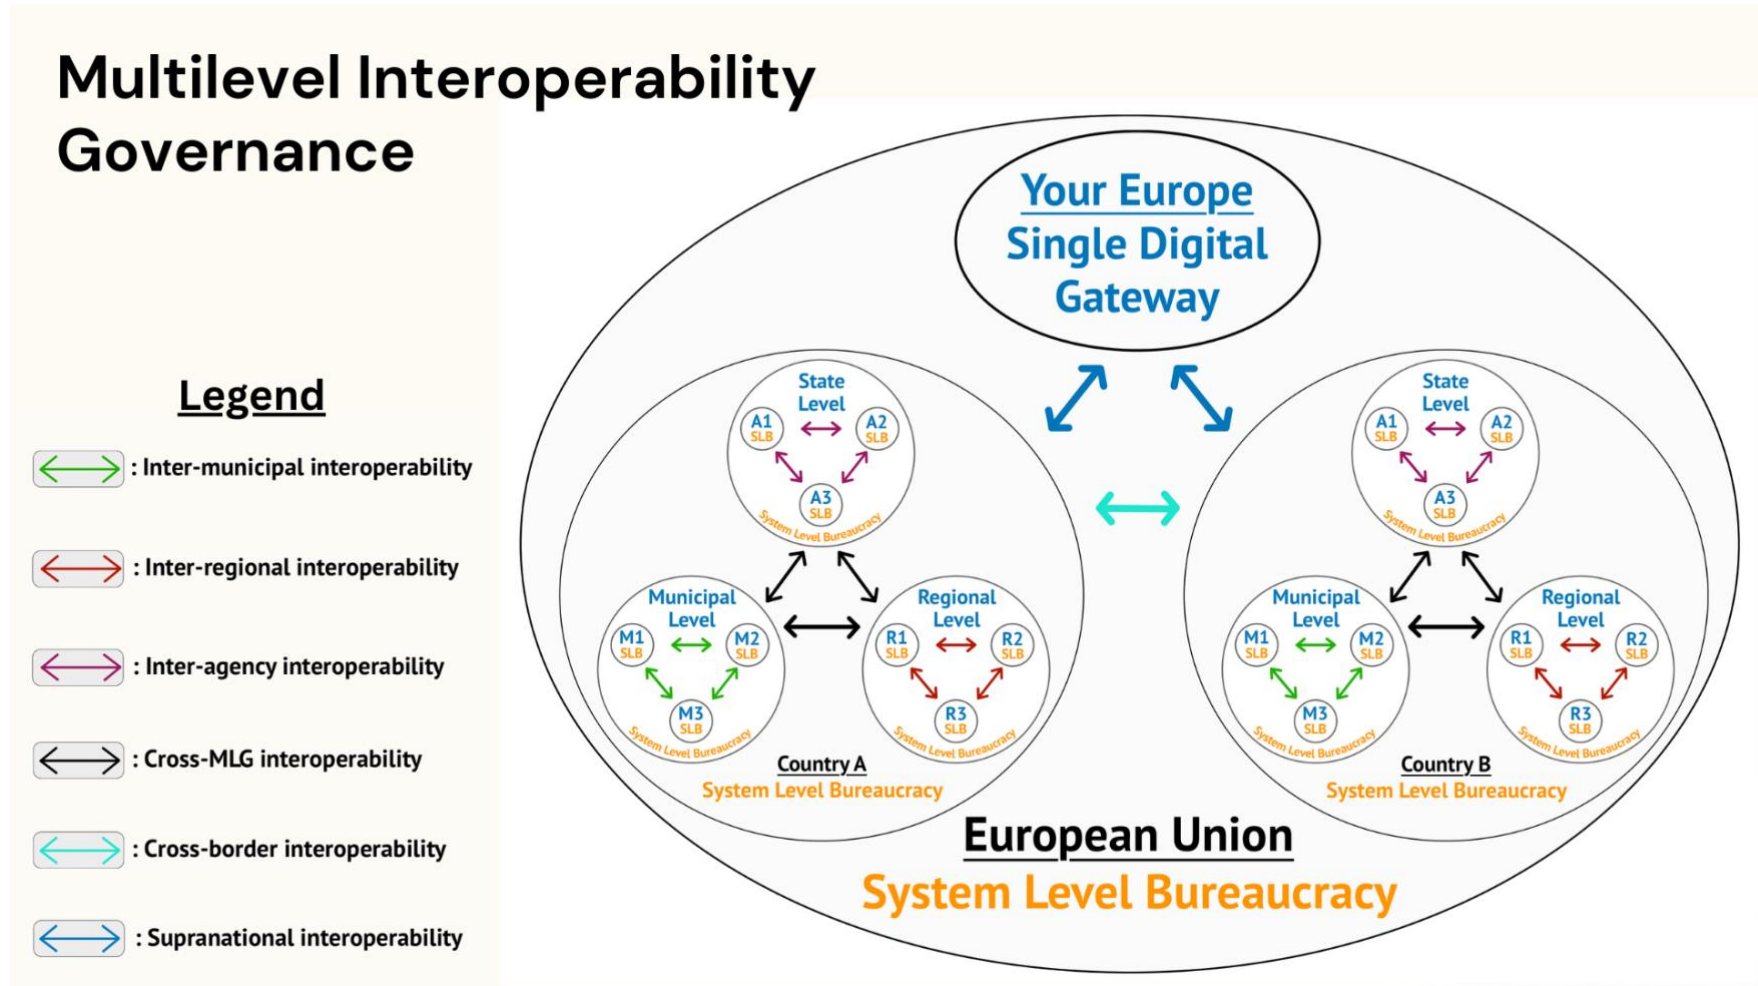 Multilevel Interoperability
Governance
Legend
: Inter-municipal interoperability
: Inter-regional interoperability
: Inter-agency interoperability
: Cross-MLG interoperability
: Cross-border interoperability
: Supranational interoperability
Your Europe
Single Digital
Gateway
State
Level
A1
SLB
A2
SLB
A3
SLB
System Level Bureaucracy
Municipal
Level
M1
SLB
M2
SLB
M3
SLB
System Level Bureaucracy
Regional
Level
R1
SLB
R2
SLB
R3
SLB
System Level Bureaucracy
Country A
System Level Bureaucracy
State
Level
A1
SLB
A2
SLB
A3
SLB
System Level Bureaucracy
Municipal
Level
M1
SLB
M2
SLB
M3
SLB
System Level Bureaucracy
Regional
Level
R1
SLB
R2
SLB
R3
SLB
System Level Bureaucracy
Country B
System Level Bureaucracy
European Union
System Level Bureaucracy